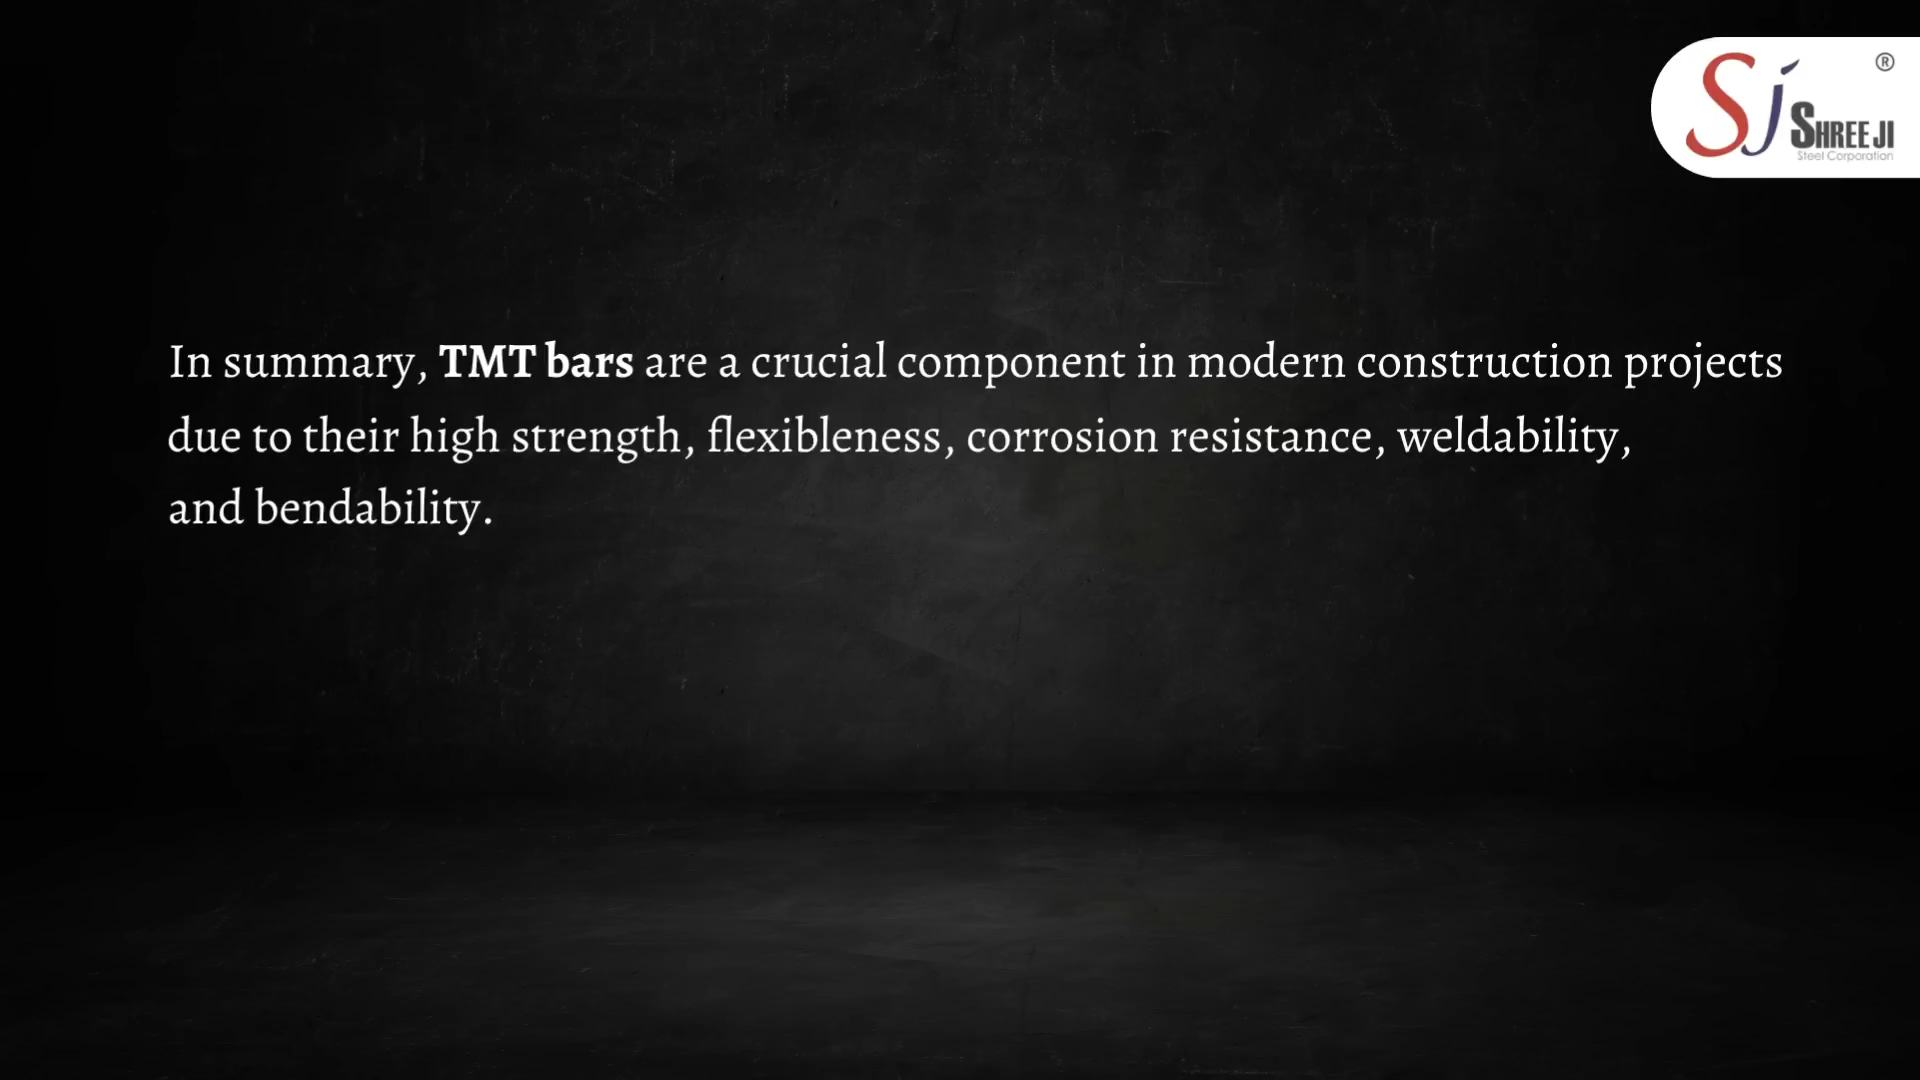 Sj SHREE JI ®
Steel Corporation
In summary, TMT bars are a crucial component in modern construction projects
due to their high strength, flexibleness, corrosion resistance, weldability,
and bendability.